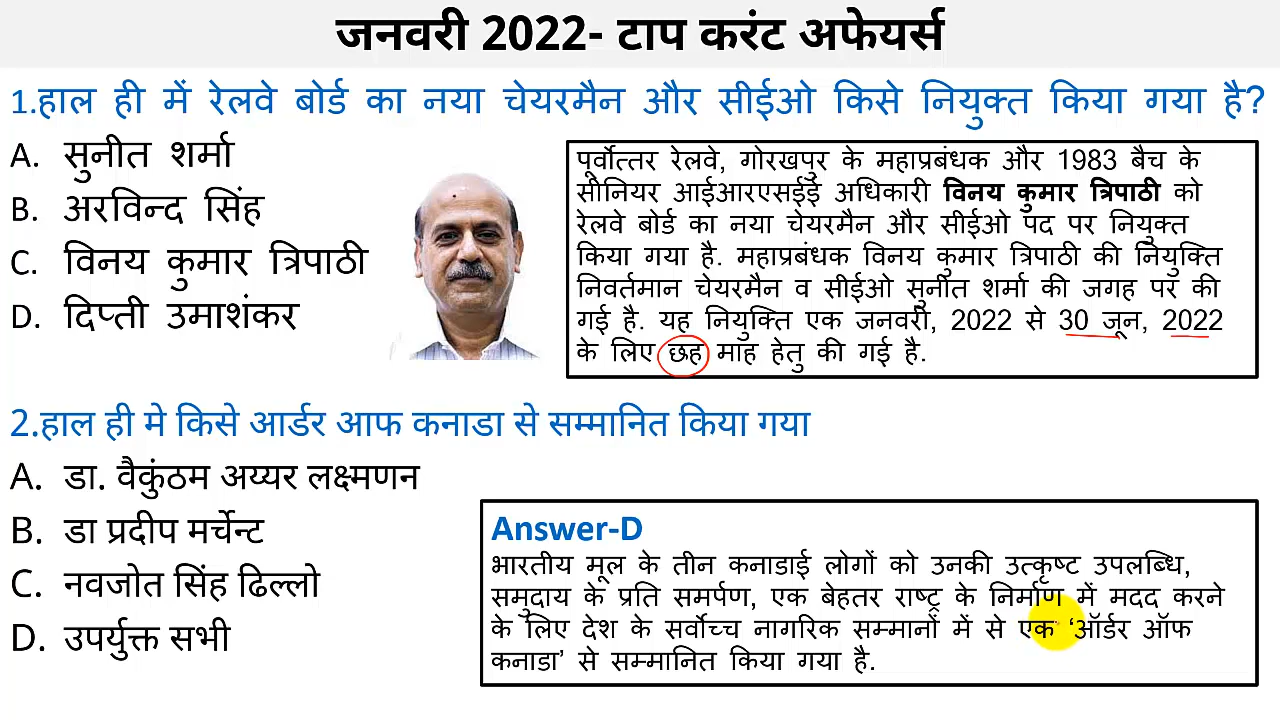 जनवरी 2022- टाप करंट अफेयर्स
1.हाल ही में रेलवे बोर्ड का नया चेयरमैन और सीईओ किसे नियुक्त किया गया है?
A. सुनीत शर्मा
B. अरविन्द सिंह
C. विनय कुमार त्रिपाठी
D. दिप्ती उमाशंकर
पूर्वोत्तर रेलवे, गोरखपुर के महाप्रबंधक और 1983 बैच के
सीनियर आईआरएसईई अधिकारी विनय कुमार त्रिपाठी को
रेलवे बोर्ड का नया चेयरमैन और सीईओ पद पर नियुक्त
किया गया है. महाप्रबंधक विनय कुमार त्रिपाठी की नियुक्ति
निवर्तमान चेयरमैन व सीईओ सुनीत शर्मा की जगह पर की
गई है. यह नियुक्ति एक जनवरी, 2022 से 30 जून, 2022
के लिए छह माह हेतु की गई है.
2.हाल ही मे किसे आर्डर आफ कनाडा से सम्मानित किया गया
A. डा. वैकुंठम अय्यर लक्ष्मणन
B. डा प्रदीप मर्चेन्ट
C. नवजोत सिंह ढिल्लो
D. उपर्युक्त सभी
Answer-D
भारतीय मूल के तीन कनाडाई लोगों को उनकी उत्कृष्ट उपलब्धि,
समुदाय के प्रति समर्पण, एक बेहतर राष्ट्र के निर्माण में मदद करने
के लिए देश के सर्वोच्च नागरिक सम्मानों में से एक ‘ऑर्डर ऑफ
कनाडा’ से सम्मानित किया गया है.